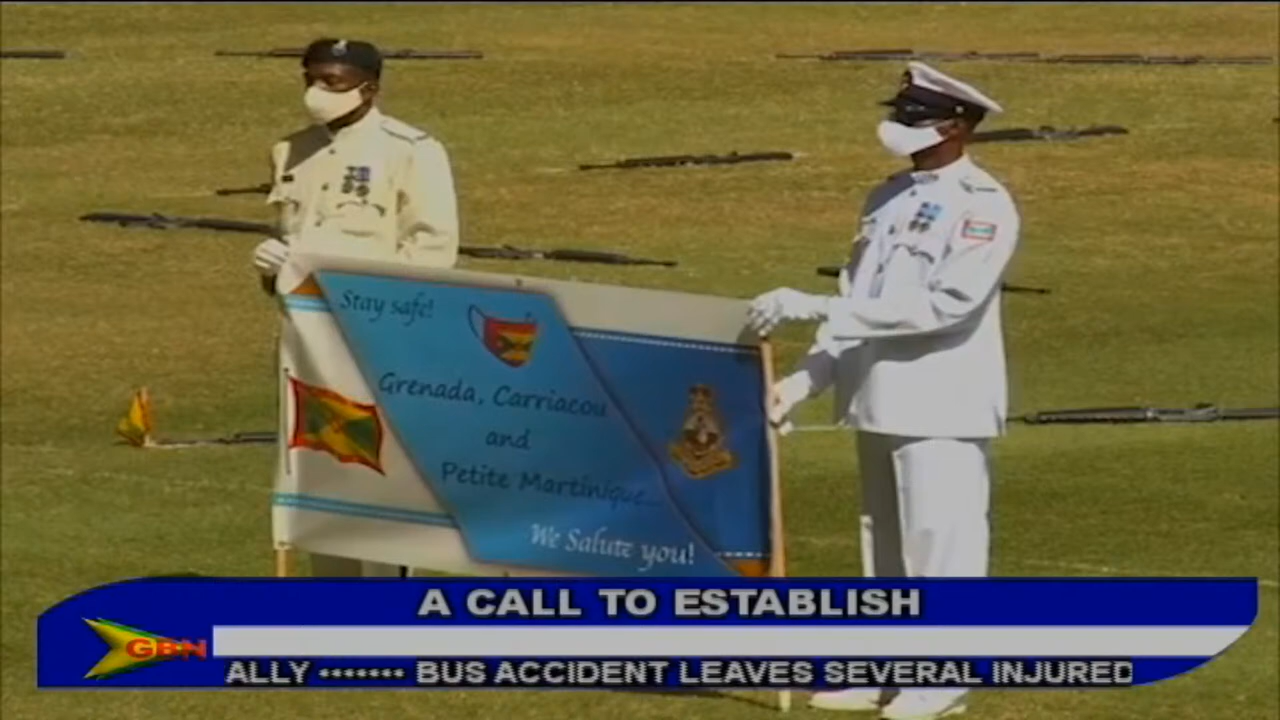 Stay safe!
Grenada, Carriacou
and
Petite Martinique...
We Salute you!
A CALL TO ESTABLISH
GBN
ALLY ······· BUS ACCIDENT LEAVES SEVERAL INJURED